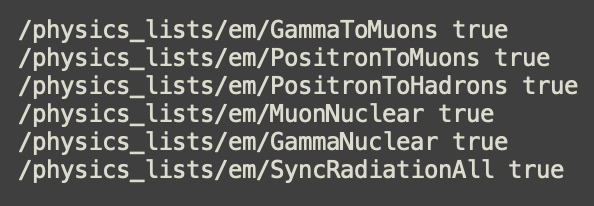 /physics_lists/em/GammaToMuons true
/physics_lists/em/PositronToMuons true
/physics_lists/em/PositronToHadrons true
/physics_lists/em/MuonNuclear true
/physics_lists/em/GammaNuclear true
/physics_lists/em/SyncRadiationAll true